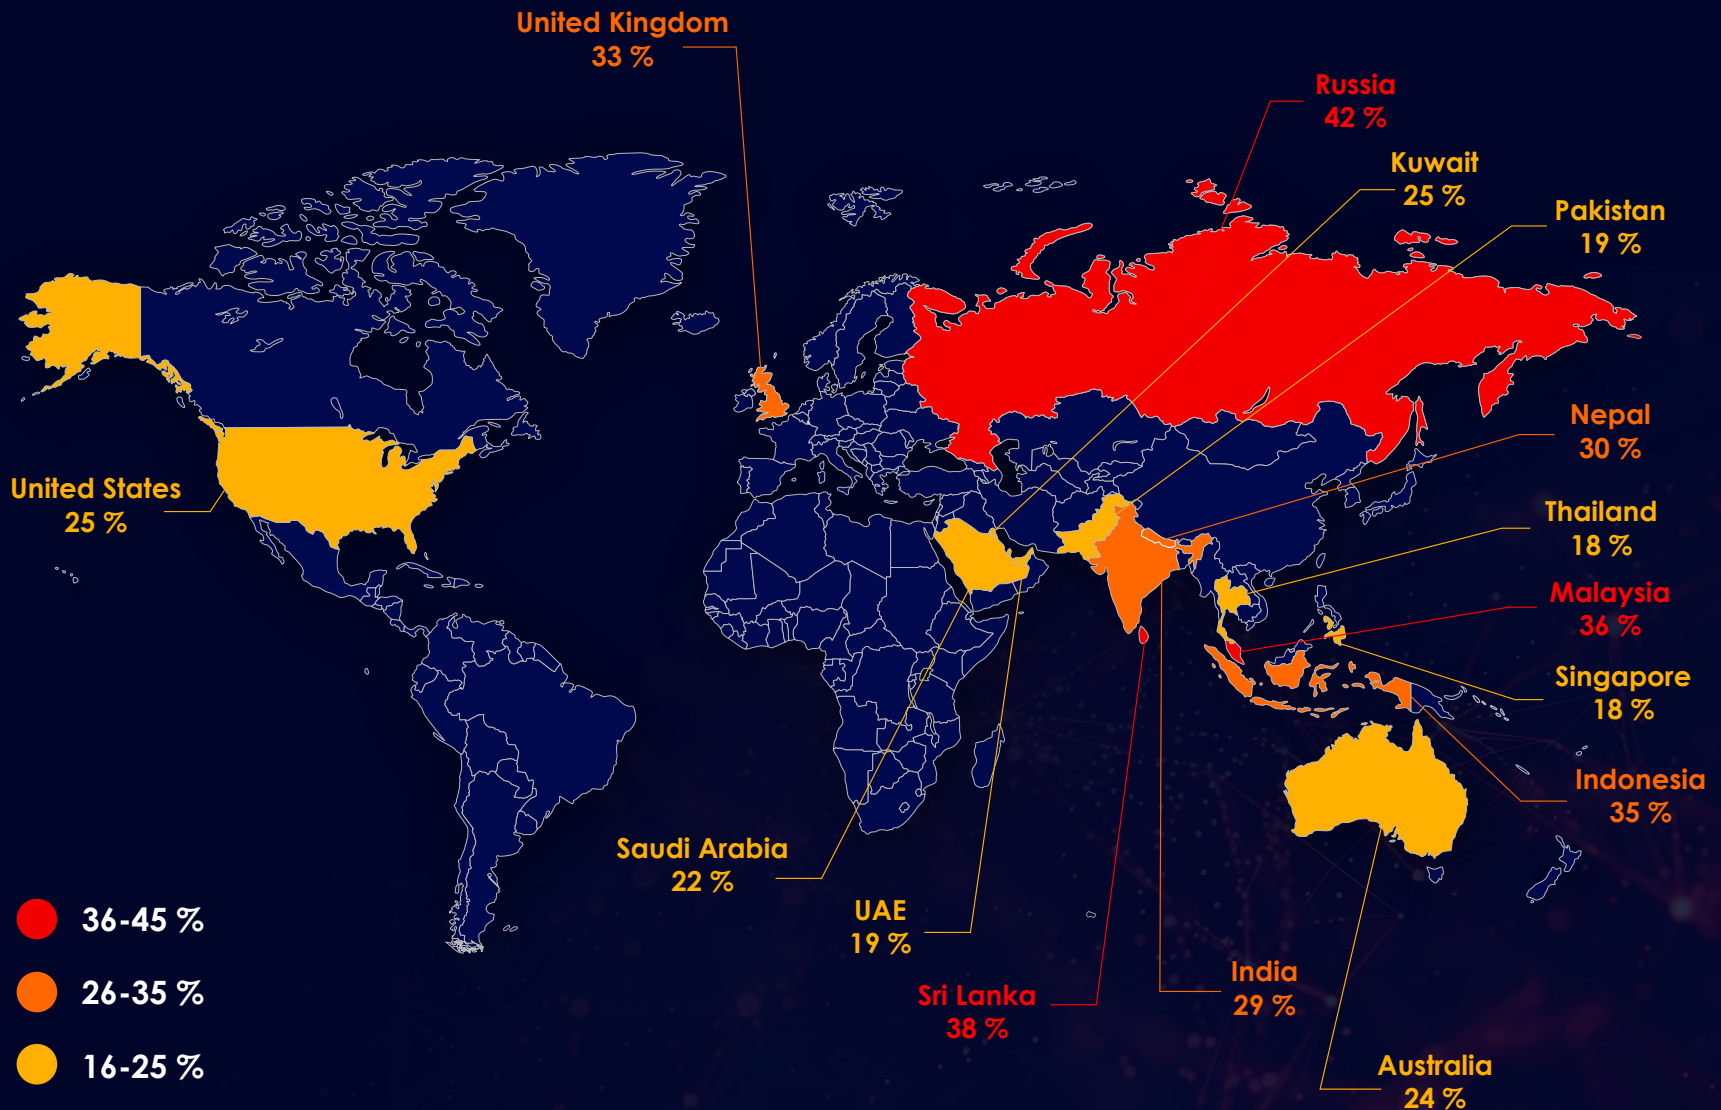 United Kingdom
33 %
Russia
42 %
Kuwait
25 %
Pakistan
19 %
Nepal
30 %
United States
25 %
Thailand
18 %
Malaysia
36 %
Singapore
18 %
Indonesia
35 %
Saudi Arabia
22 %
UAE
19 %
Sri Lanka
38 %
India
29 %
Australia
24 %
36-45 %
26-35 %
16-25 %